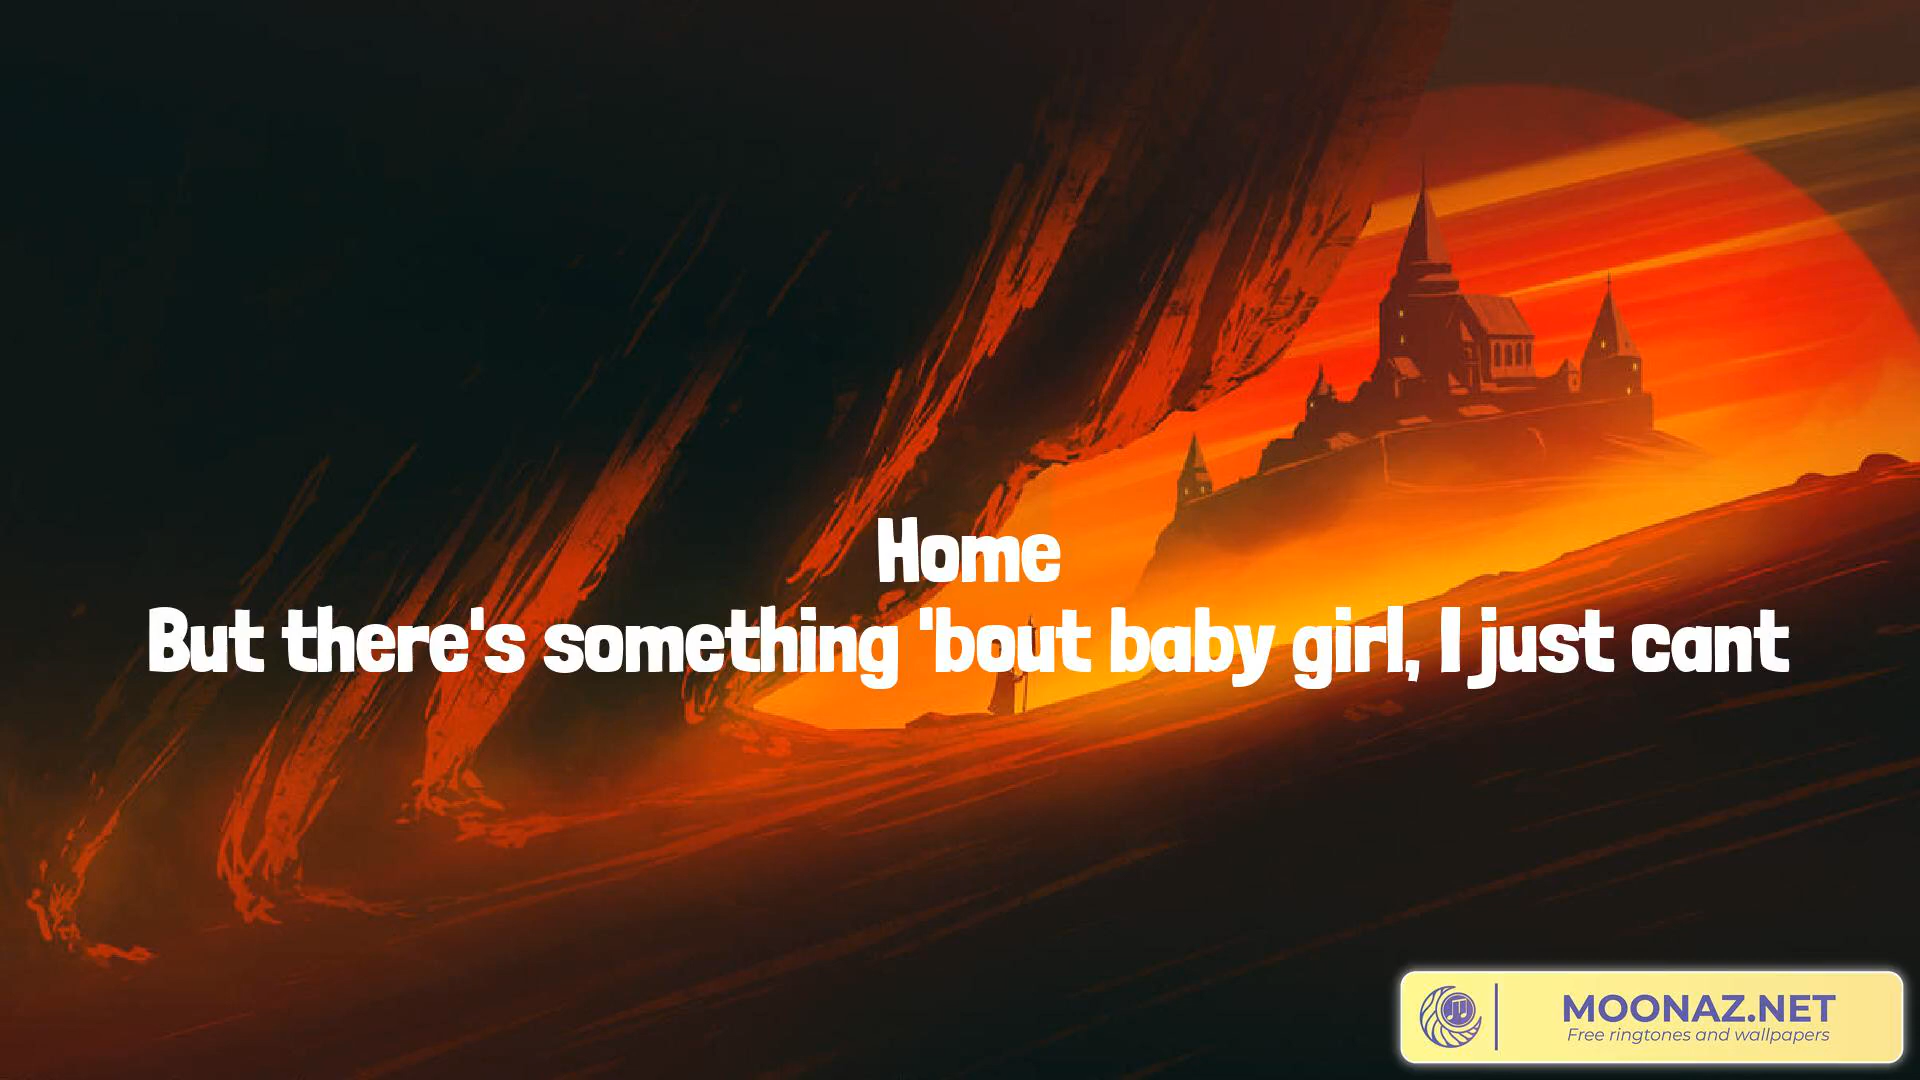 Home
But there's something 'bout baby girl, I just cant
MOONAZ.NET
Free ringtones and wallpapers